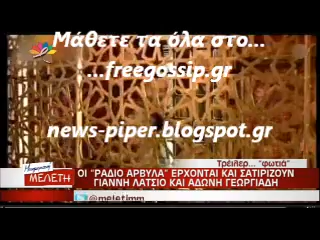 Μάθετε τα όλα στο...
...freegossip.gr
news-piper.blogspot.gr
Τρέιλερ... "φωτιά"
Μεσημεριανή
ΜΕΛΕΤΗ
ΟΙ "ΡΑΔΙΟ ΑΡΒΥΛΑ" ΕΡΧΟΝΤΑΙ ΚΑΙ ΣΑΤΙΡΙΖΟΥΝ
ΓΙΑΝΝΗ ΛΑΤΣΙΟ ΚΑΙ ΑΔΩΝΗ ΓΕΩΡΓΙΑΔΗ
@meletimm